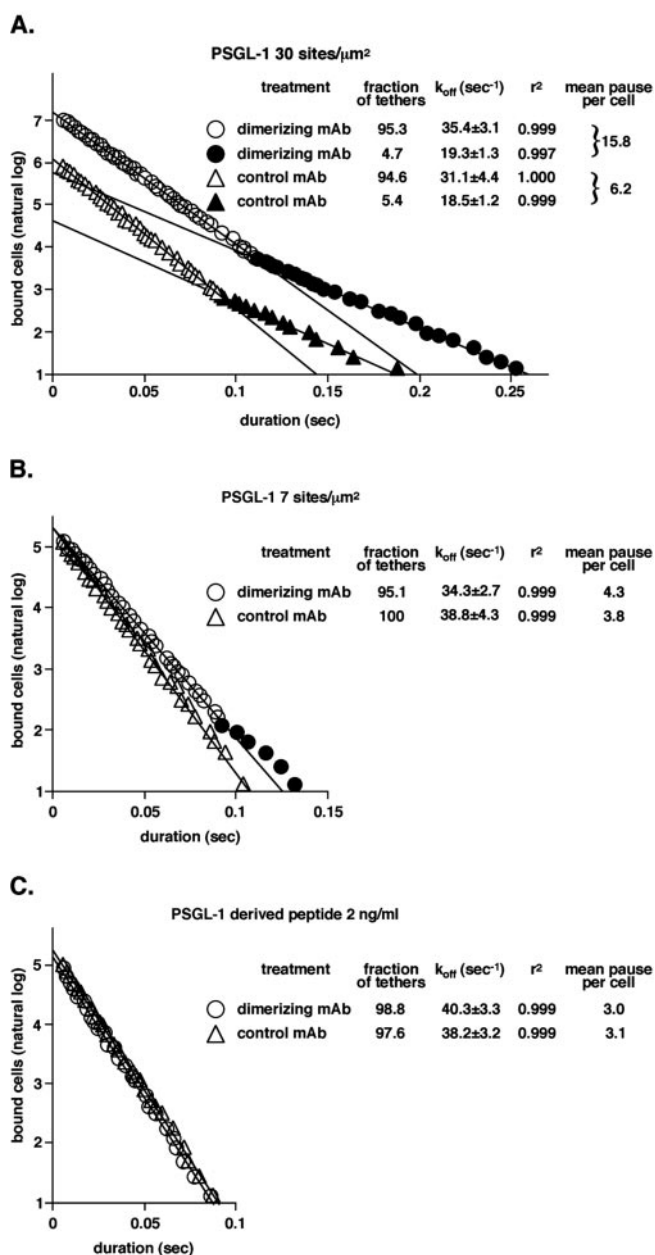 A.
PSGL-1 30 sites/μm²
treatment fraction of tethers k_off (sec⁻¹) r² mean pause per cell
○ dimerizing mAb 95.3 35.4±3.1 0.999
● dimerizing mAb 4.7 19.3±1.3 0.997
}15.8
△ control mAb 94.6 31.1±4.4 1.000
▲ control mAb 5.4 18.5±1.2 0.999
} 6.2
bound cells (natural log)
7
6
5
4
3
2
1
0 0.05 0.1 0.15 0.2 0.25
duration (sec)
B.
PSGL-1 7 sites/μm²
treatment fraction of tethers k_off (sec⁻¹) r² mean pause per cell
○ dimerizing mAb 95.1 34.3±2.7 0.999 4.3
△ control mAb 100 38.8±4.3 0.999 3.8
bound cells (natural log)
5
4
3
2
1
0 0.05 0.1 0.15
duration (sec)
C.
PSGL-1 derived peptide 2 ng/ml
treatment fraction of tethers k_off (sec⁻¹) r² mean pause per cell
○ dimerizing mAb 98.8 40.3±3.3 0.999 3.0
△ control mAb 97.6 38.2±3.2 0.999 3.1
bound cells (natural log)
5
4
3
2
1
0 0.05 0.1
duration (sec)